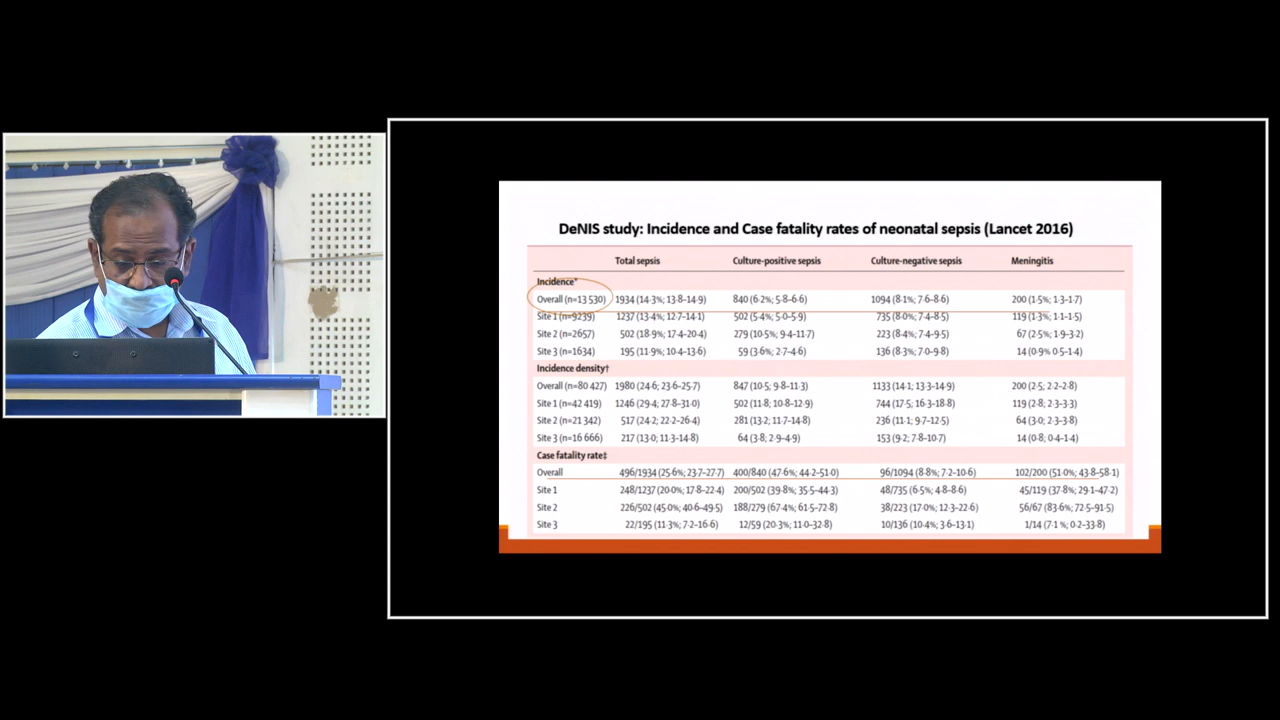 DeNIS study: Incidence and Case fatality rates of neonatal sepsis (Lancet 2016)
Total sepsis Culture-positive sepsis Culture-negative sepsis Meningitis
Incidence*
Overall (n=13 530) 1934 (14·3%; 13·8–14·9) 840 (6·2%; 5·8–6·6) 1094 (8·1%; 7·6–8·6) 200 (1·5%; 1·3–1·7)
Site 1 (n=9239) 1237 (13·4%; 12·7–14·1) 502 (5·4%; 5·0–5·9) 735 (8·0%; 7·4–8·5) 119 (1·3%; 1·1–1·5)
Site 2 (n=2657) 502 (18·9%; 17·4–20·4) 279 (10·5%; 9·4–11·7) 223 (8·4%; 7·4–9·5) 67 (2·5%; 1·9–3·2)
Site 3 (n=1634) 195 (11·9%; 10·4–13·6) 59 (3·6%; 2·7–4·6) 136 (8·3%; 7·0–9·8) 14 (0·9% 0·5–1·4)
Incidence density†
Overall (n=80 427) 1980 (24·6; 23·6–25·7) 847 (10·5; 9·8–11·3) 1133 (14·1; 13·3–14·9) 200 (2·5; 2·2–2·8)
Site 1 (n=42 419) 1246 (29·4; 27·8–31·0) 502 (11·8; 10·8–12·9) 744 (17·5; 16·3–18·8) 119 (2·8; 2·3–3·3)
Site 2 (n=21 342) 517 (24·2; 22·2–26·4) 281 (13·2; 11·7–14·8) 236 (11·1; 9·7–12·5) 64 (3·0; 2·3–3·8)
Site 3 (n=16 666) 217 (13·0; 11·3–14·8) 64 (3·8; 2·9–4·9) 153 (9·2; 7·8–10·7) 14 (0·8; 0·4–1·4)
Case fatality rate‡
Overall 496/1934 (25·6%; 23·7–27·7) 400/840 (47·6%; 44·2–51·0) 96/1094 (8·8%; 7·2–10·6) 102/200 (51·0%; 43·8–58·1)
Site 1 248/1237 (20·0%; 17·8–22·4) 200/502 (39·8%; 35·5–44·3) 48/735 (6·5%; 4·8–8·6) 45/119 (37·8%; 29·1–47·2)
Site 2 226/502 (45·0%; 40·6–49·5) 188/279 (67·4%; 61·5–72·8) 38/223 (17·0%; 12·3–22·6) 56/67 (83·6%; 72·5–91·5)
Site 3 22/195 (11·3%; 7·2–16·6) 12/59 (20·3%; 11·0–32·8) 10/136 (10·4%; 3·6–13·1) 1/14 (7·1 %; 0·2–33·8)